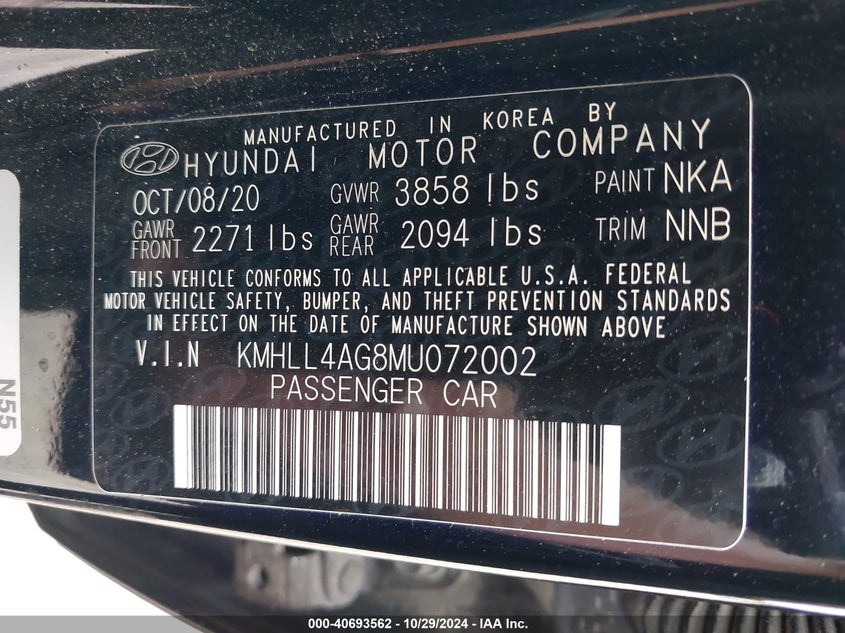 MANUFACTURED IN KOREA BY
HYUNDAI MOTOR COMPANY
OCT/08/20 GVWR 3858 lbs PAINT NKA
GAWR FRONT 2271 lbs GAWR REAR 2094 lbs TRIM NNB
THIS VEHICLE CONFORMS TO ALL APPLICABLE U.S.A. FEDERAL
MOTOR VEHICLE SAFETY, BUMPER, AND THEFT PREVENTION STANDARDS
IN EFFECT ON THE DATE OF MANUFACTURE SHOWN ABOVE
V.I.N KMHLL4AG8MU072002
PASSENGER CAR
N55
000-40693562 / 10/29/2024 - IAA Inc.